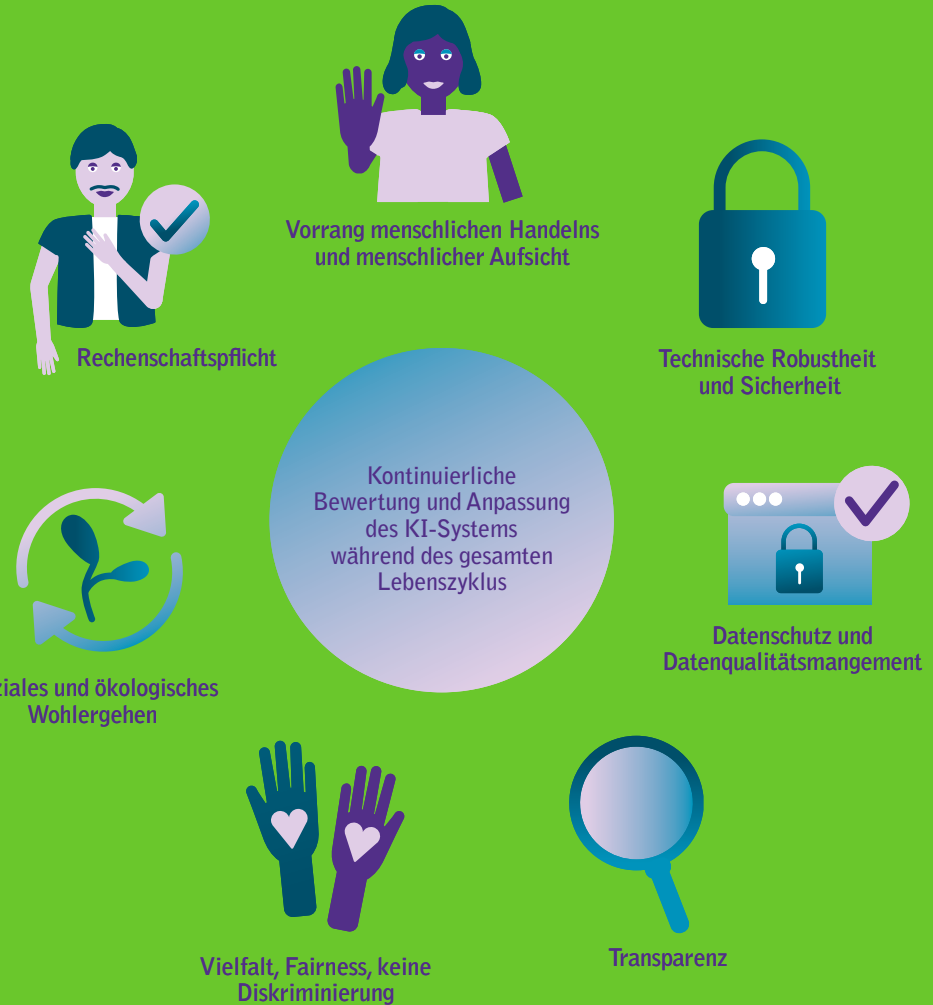 Vorrang menschlichen Handelns
und menschlicher Aufsicht
Technische Robustheit
und Sicherheit
Rechenschaftspflicht
Kontinuierliche
Bewertung und Anpassung
des KI-Systems
während des gesamten
Lebenszyklus
Datenschutz und
Datenqualitätsmangement
ziales und ökologisches
Wohlergehen
Transparenz
Vielfalt, Fairness, keine
Diskriminierung